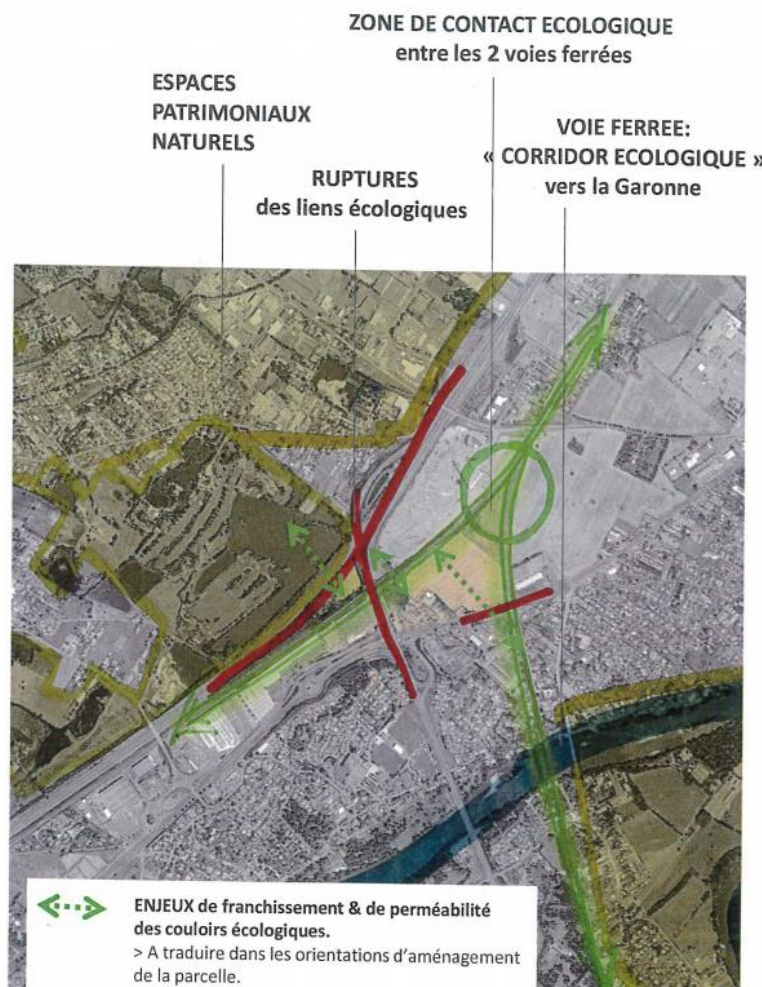 ZONE DE CONTACT ECOLOGIQUE
entre les 2 voies ferrées
ESPACES
PATRIMONIAUX
NATURELS
VOIE FERREE:
« CORRIDOR ECOLOGIQUE »
vers la Garonne
RUPTURES
des liens écologiques
ENJEUX de franchissement & de perméabilité
des couloirs écologiques.
> A traduire dans les orientations d'aménagement
de la parcelle.